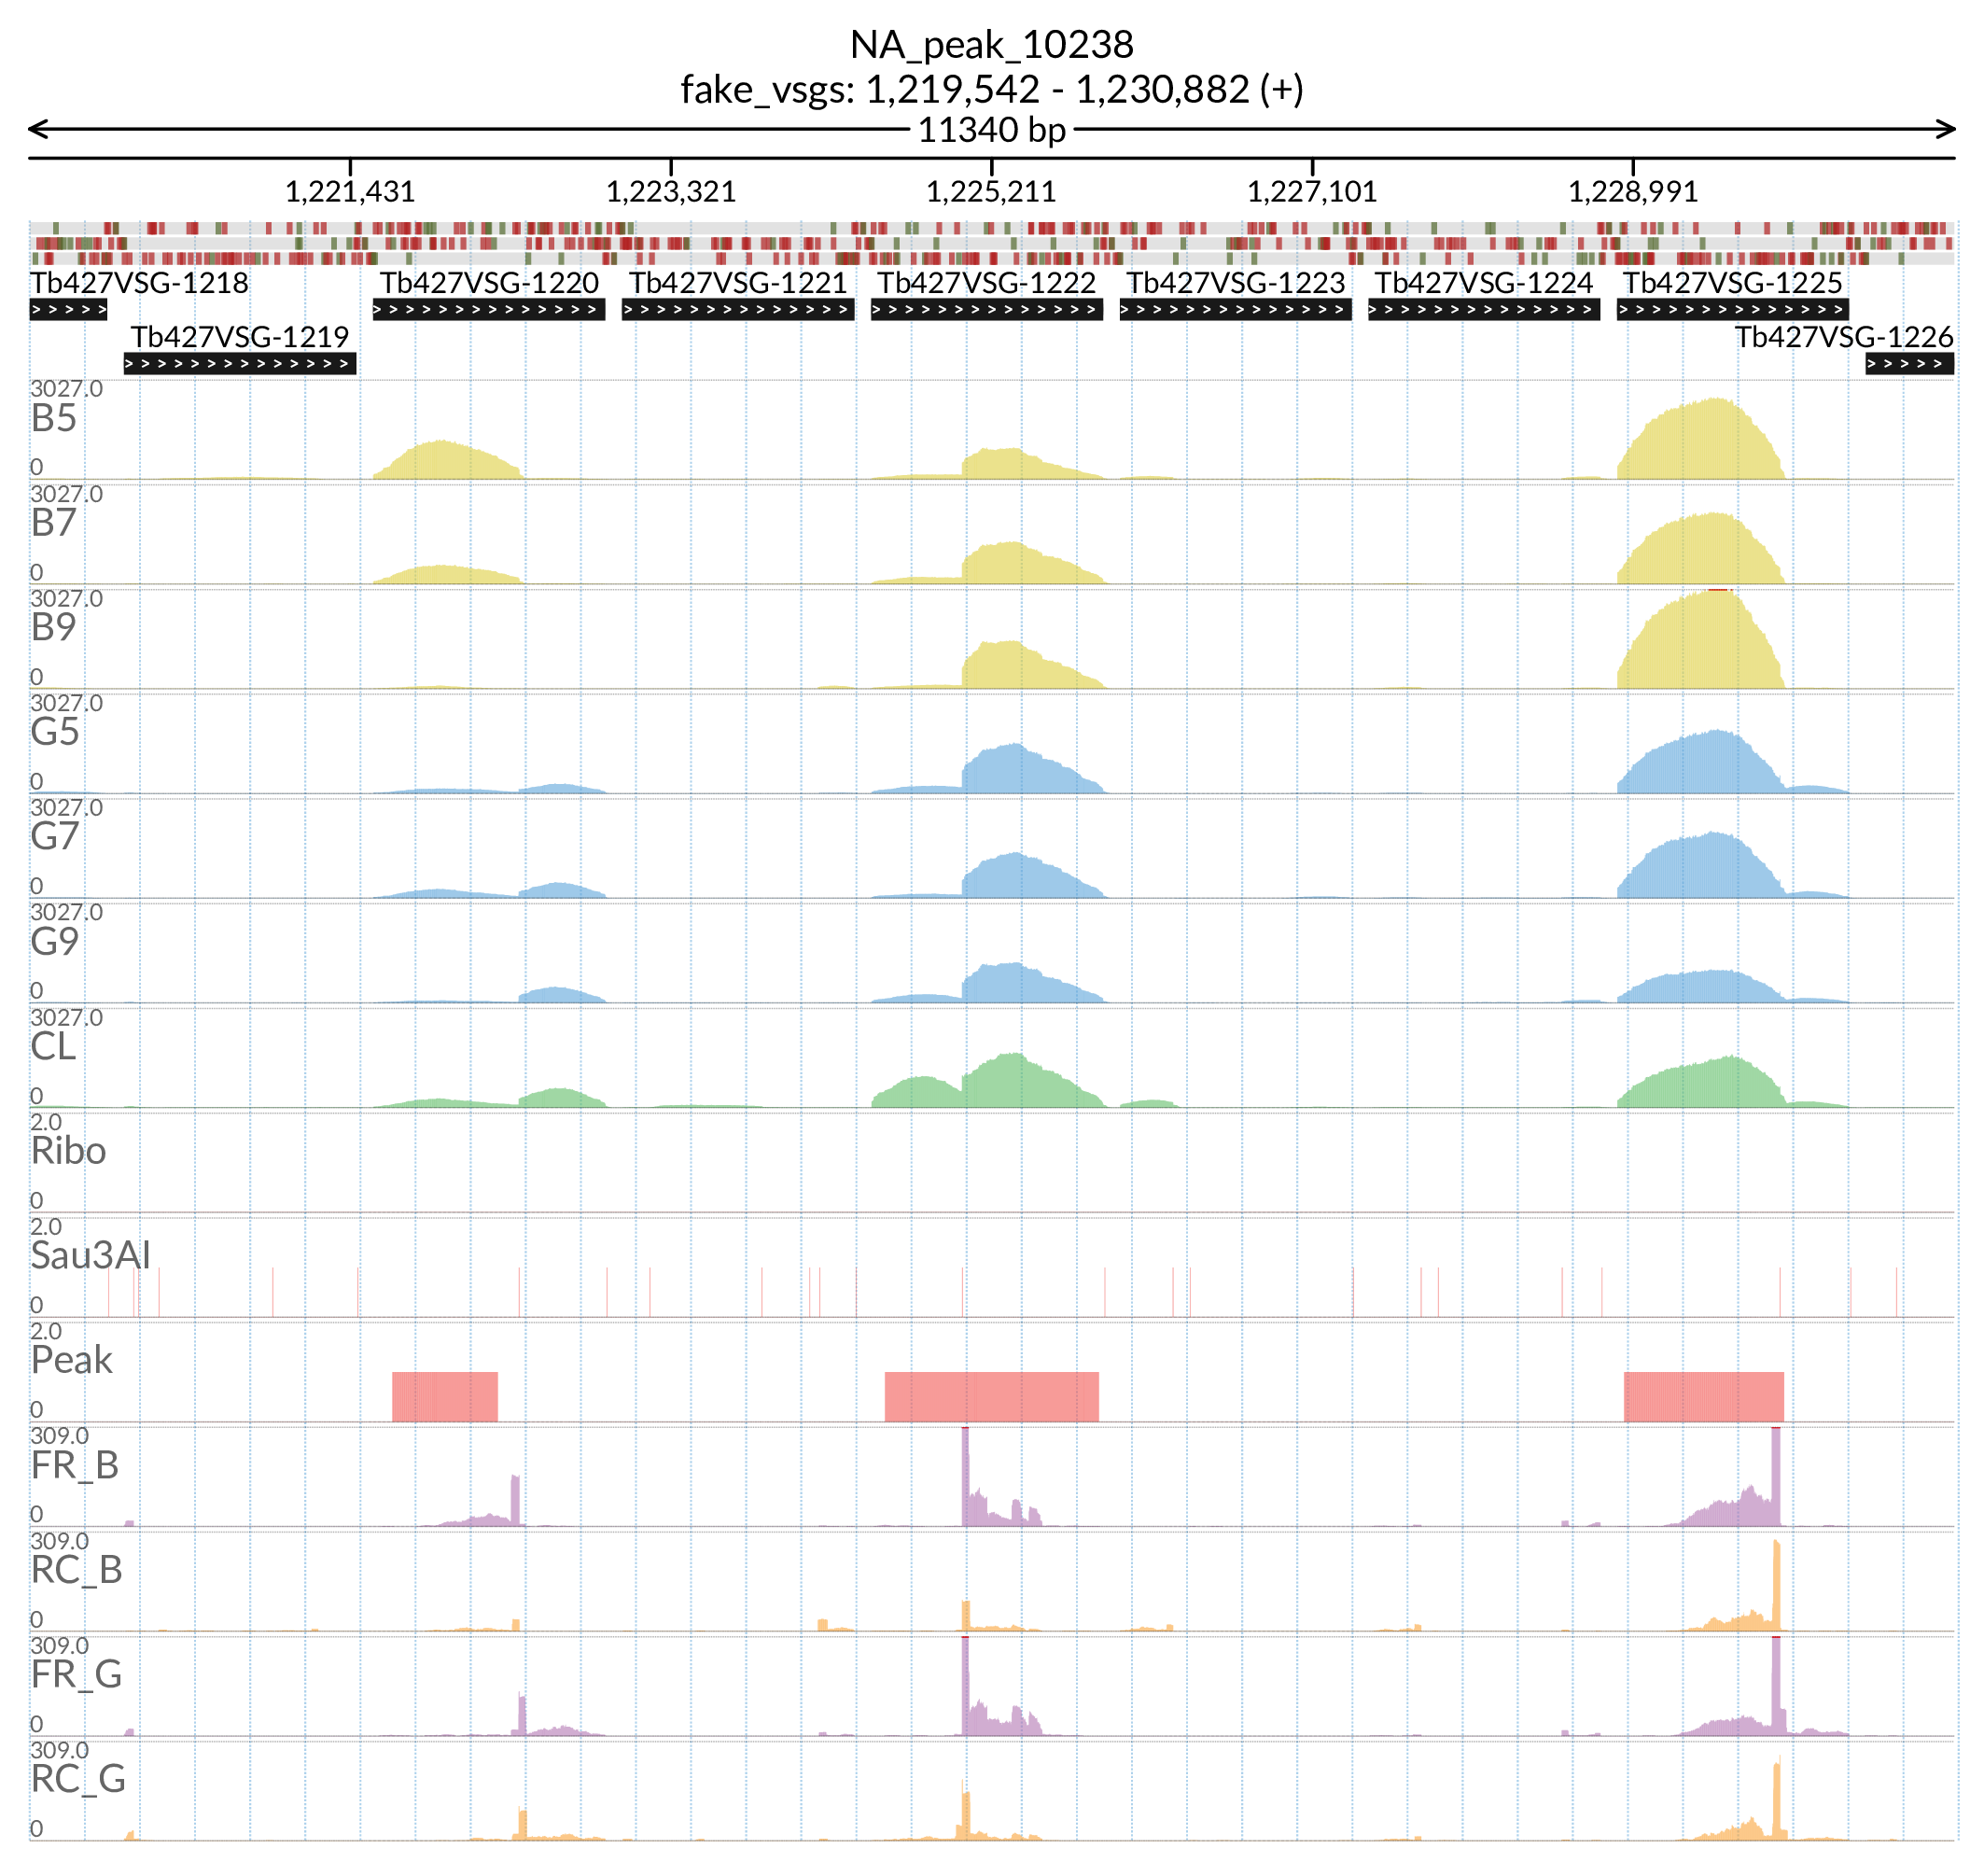 NA_peak_10238
fake_vsgs: 1,219,542 - 1,230,882 (+)
11340 bp
1,221,431 1,223,321 1,225,211 1,227,101 1,228,991
Tb427VSG-1218 Tb427VSG-1220 Tb427VSG-1221 Tb427VSG-1222 Tb427VSG-1223 Tb427VSG-1224 Tb427VSG-1225
Tb427VSG-1219 Tb427VSG-1226
3027.0
B5
0
3027.0
B7
0
3027.0
B9
0
3027.0
G5
0
3027.0
G7
0
3027.0
G9
0
3027.0
CL
0
2.0
Ribo
0
2.0
Sau3AI
0
2.0
Peak
0
309.0
FR_B
0
309.0
RC_B
0
309.0
FR_G
0
309.0
RC_G
0